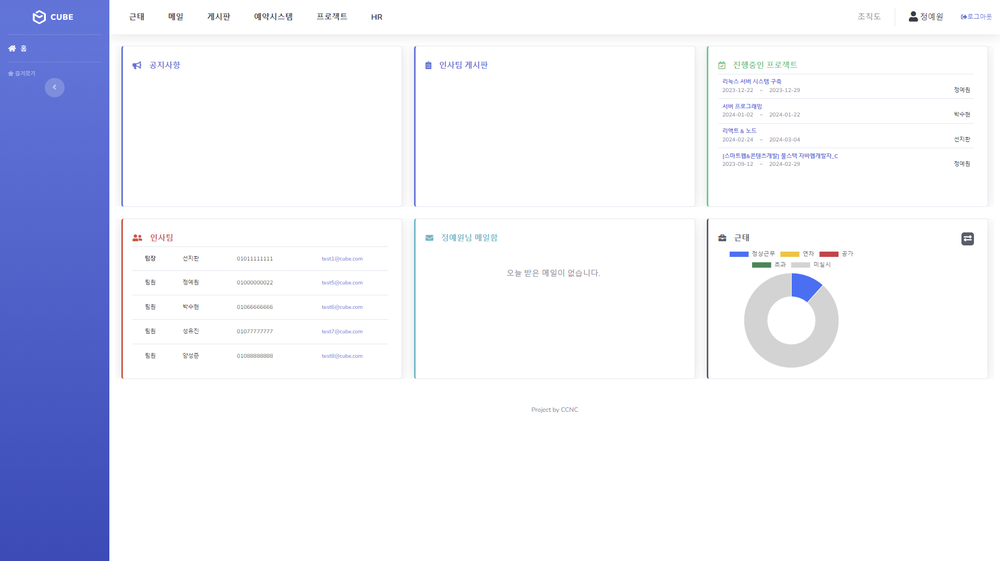 CUBE
근태 메일 게시판 예약시스템 프로젝트 HR
조직도 정예원 로그아웃
홈
즐겨찾기
공지사항
인사팀 게시판
진행중인 프로젝트
리눅스 서버 시스템 구축
2023-12-22 ~ 2023-12-29 정예원
서버 프로그래밍
2024-01-02 ~ 2024-01-22 박수현
리액트 & 노드
2024-02-24 ~ 2024-03-04 선지환
[스마트웹&콘텐츠개발] 풀스택 자바웹개발자_C
2023-09-12 ~ 2024-02-29 정예원
인사팀
팀장 선지환 01011111111 test1@cube.com
팀원 정예원 01000000022 test5@cube.com
팀원 박수현 01066666666 test6@cube.com
팀원 성유진 01077777777 test7@cube.com
팀원 양성준 01088888888 test8@cube.com
정예원님 메일함
오늘 받은 메일이 없습니다.
근태
정상근무 연차 공가
초과 미실시
Project by CCNC